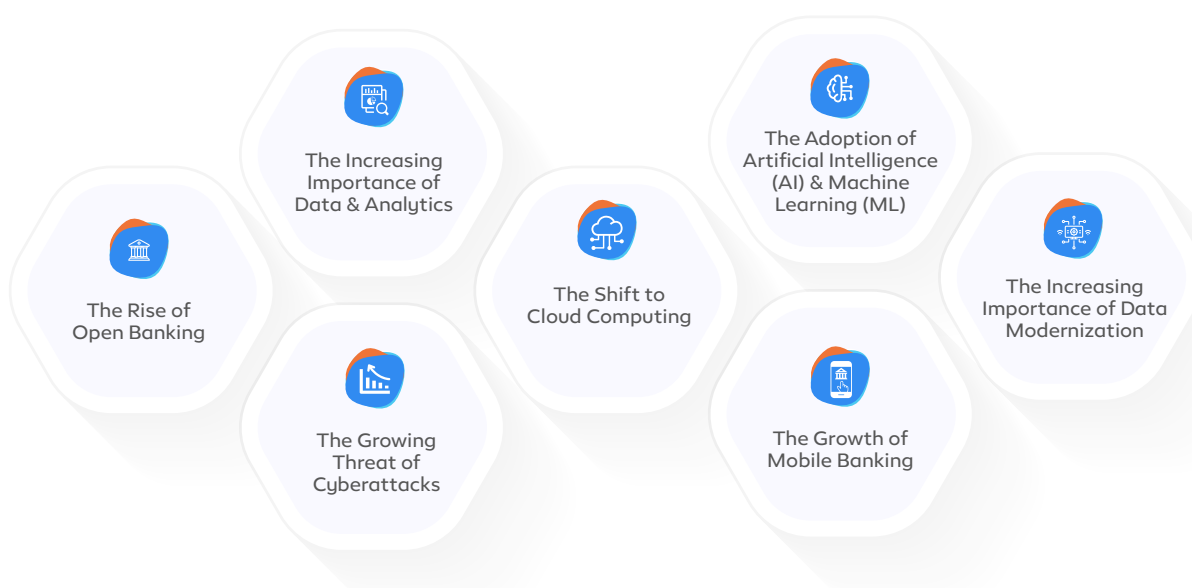 The Rise of
Open Banking
The Increasing
Importance of
Data & Analytics
The Growing
Threat of
Cyberattacks
The Shift to
Cloud Computing
The Adoption of
Artificial Intelligence
(AI) & Machine
Learning (ML)
The Growth of
Mobile Banking
The Increasing
Importance of Data
Modernization